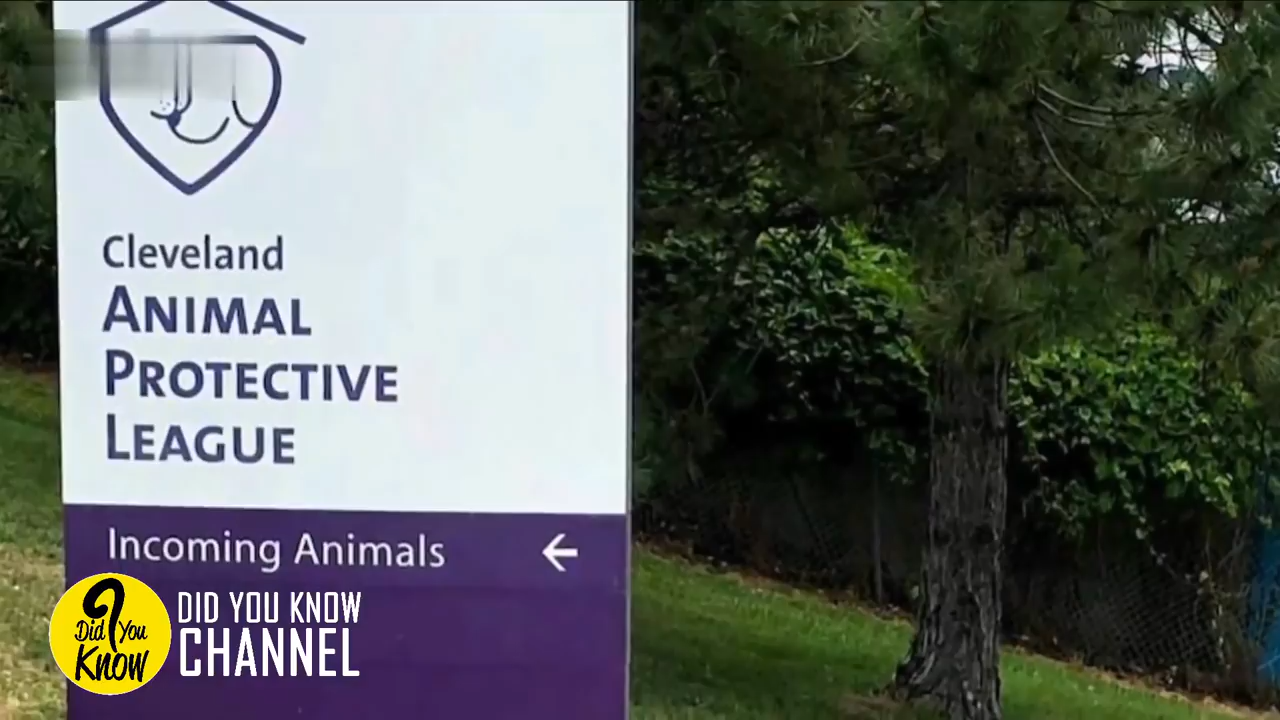 Cleveland
ANIMAL
PROTECTIVE
LEAGUE
Incoming Animals
Did You
Know
DID YOU KNOW
CHANNEL